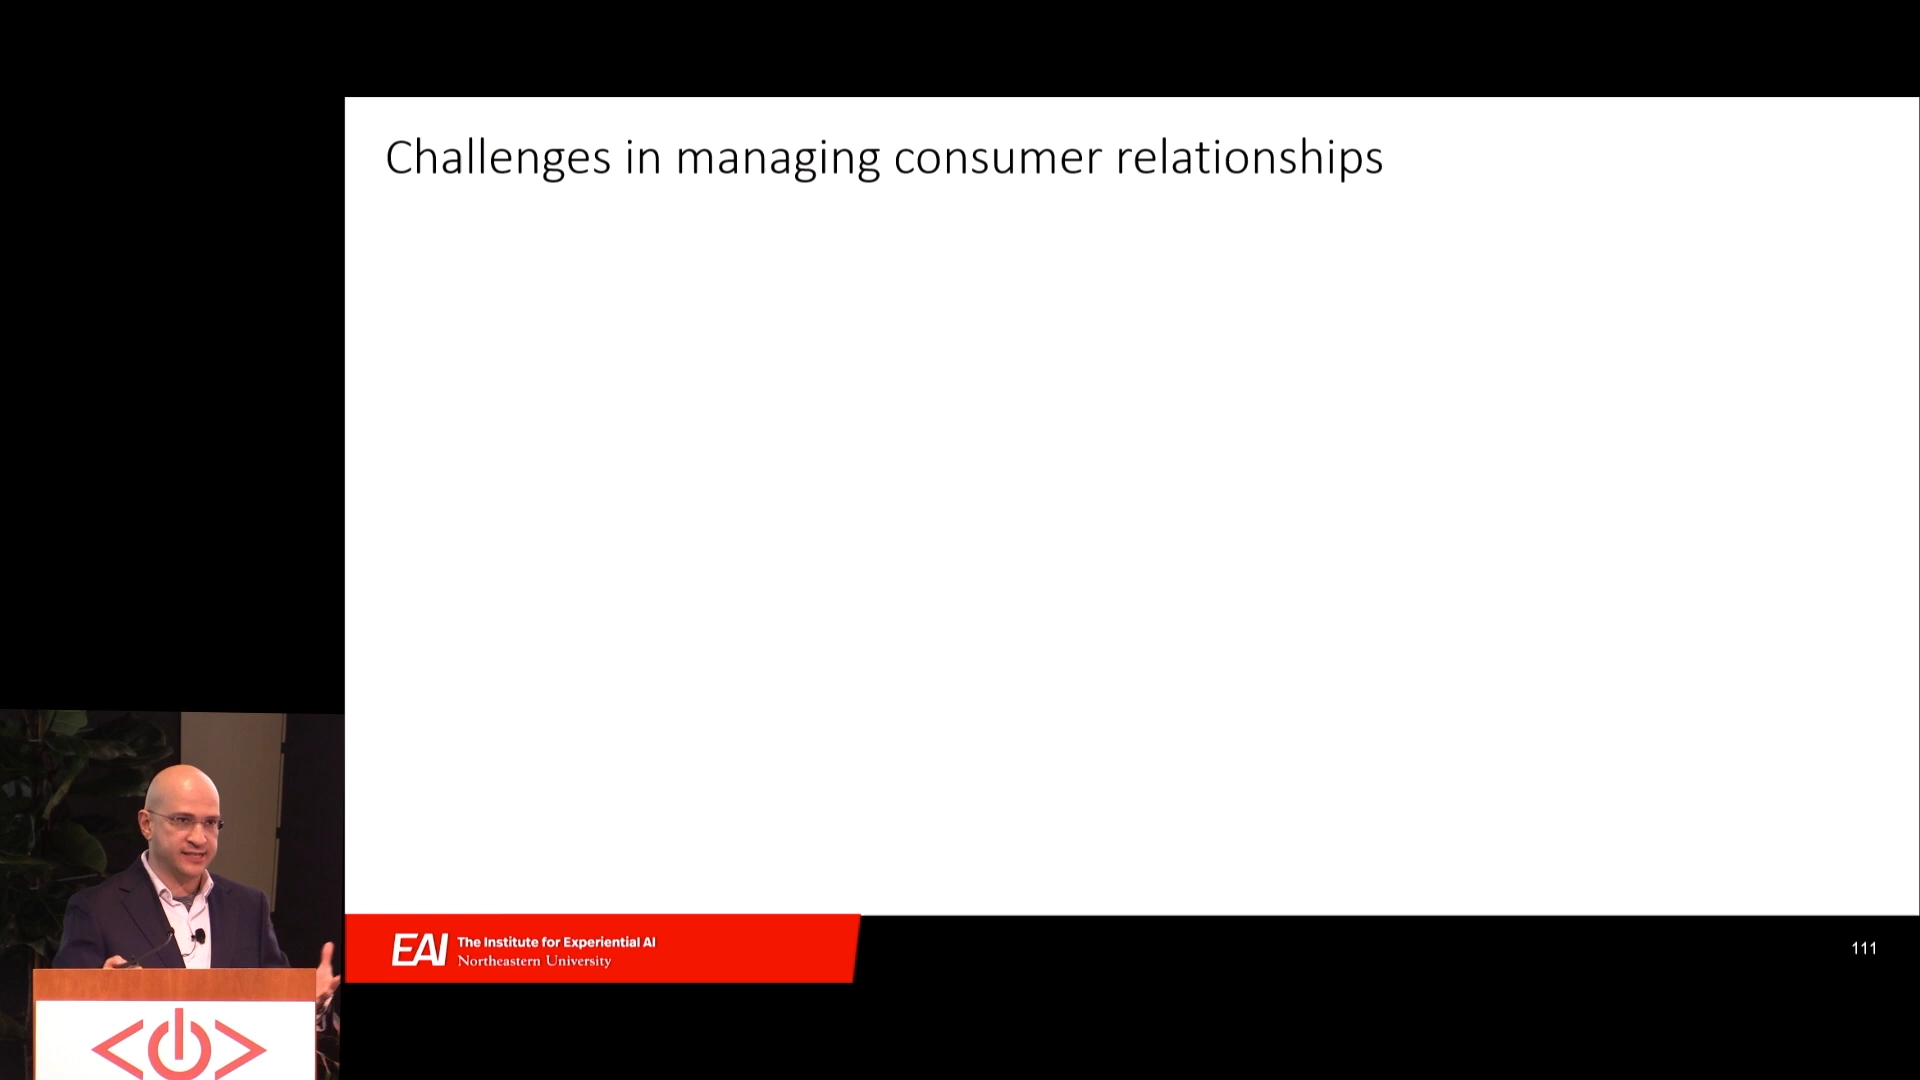 Challenges in managing consumer relationships
EAI
The Institute for Experiential AI
Northeastern University
111